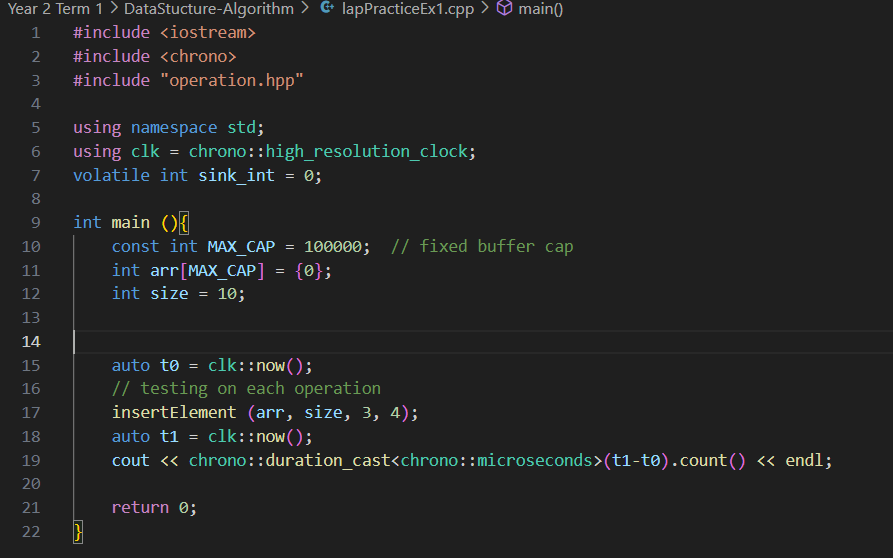 Year 2 Term 1 > DataStucture-Algorithm > lapPracticeEx1.cpp > main()
1 #include <iostream>
2 #include <chrono>
3 #include "operation.hpp"
4
5 using namespace std;
6 using clk = chrono::high_resolution_clock;
7 volatile int sink_int = 0;
8
9 int main (){
10     const int MAX_CAP = 100000;  // fixed buffer cap
11     int arr[MAX_CAP] = {0};
12     int size = 10;
13
14
15     auto t0 = clk::now();
16     // testing on each operation
17     insertElement (arr, size, 3, 4);
18     auto t1 = clk::now();
19     cout << chrono::duration_cast<chrono::microseconds>(t1-t0).count() << endl;
20
21     return 0;
22 }